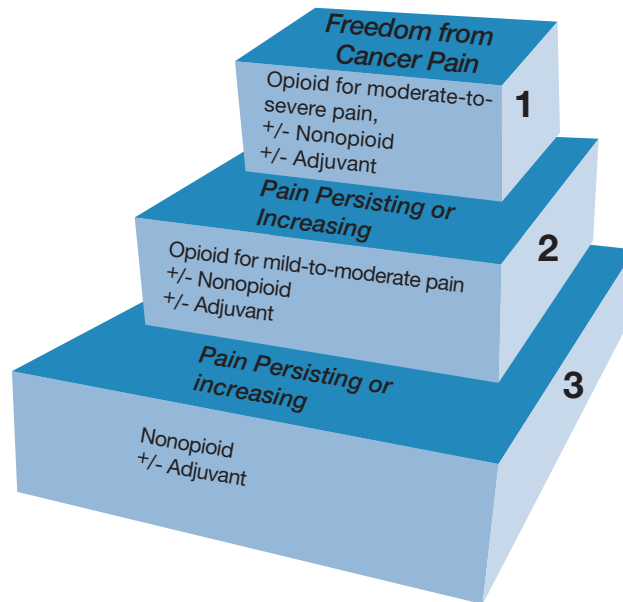 Freedom from
Cancer Pain
Opioid for moderate-to-
severe pain,
+/- Nonopioid
+/- Adjuvant
1
Pain Persisting or
Increasing
Opioid for mild-to-moderate pain
+/- Nonopioid
+/- Adjuvant
2
Pain Persisting or
increasing
Nonopioid
+/- Adjuvant
3